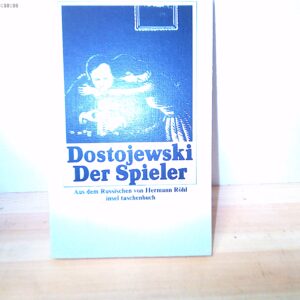 Dostojewski
Der Spieler
Aus dem Russischen von Hermann Röhl
insel taschenbuch